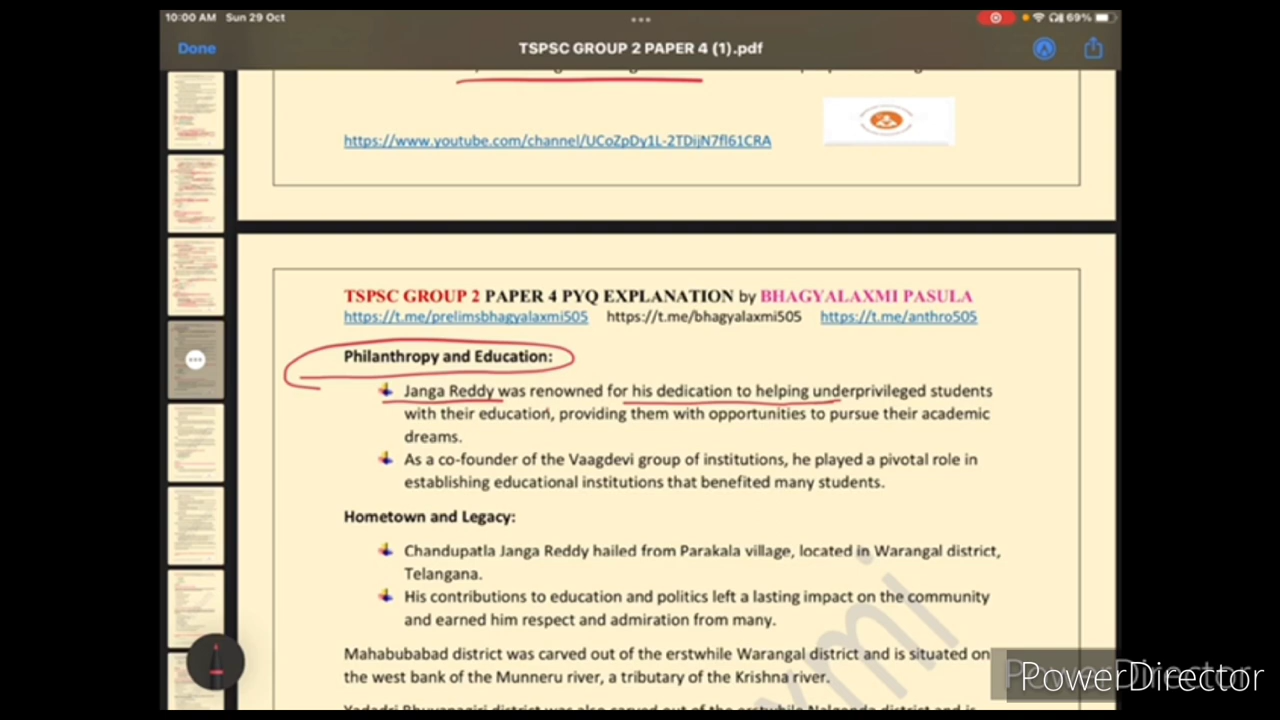 10:00 AM Sun 29 Oct
69%
Done
TSPSC GROUP 2 PAPER 4 (1).pdf
https://www.youtube.com/channel/UCoZpDy1L-2TDijN7fl61CRA
TSPSC GROUP 2 PAPER 4 PYQ EXPLANATION by BHAGYALAXMI PASULA
https://t.me/prelimsbhagyalaxmi505 https://t.me/bhagyalaxmi505 https://t.me/anthro505
Philanthropy and Education:
Janga Reddy was renowned for his dedication to helping underprivileged students
with their education, providing them with opportunities to pursue their academic
dreams.
As a co-founder of the Vaagdevi group of institutions, he played a pivotal role in
establishing educational institutions that benefited many students.
Hometown and Legacy:
Chandupatla Janga Reddy hailed from Parakala village, located in Warangal district,
Telangana.
His contributions to education and politics left a lasting impact on the community
and earned him respect and admiration from many.
Mahabubabad district was carved out of the erstwhile Warangal district and is situated on
the west bank of the Munneru river, a tributary of the Krishna river.
PowerDirector